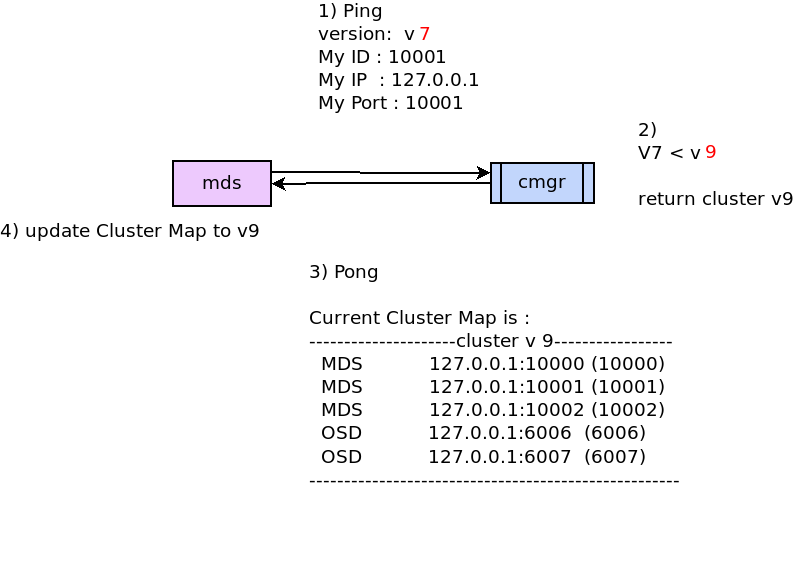 1) Ping
version:  v 7
My ID : 10001
My IP  : 127.0.0.1
My Port : 10001
2)
V7 < v 9
return cluster v9
mds
cmgr
4) update Cluster Map to v9
3) Pong
Current Cluster Map is :
---------------------cluster v 9-----------------
MDS 127.0.0.1:10000 (10000)
MDS 127.0.0.1:10001 (10001)
MDS 127.0.0.1:10002 (10002)
OSD 127.0.0.1:6006  (6006)
OSD 127.0.0.1:6007  (6007)
-----------------------------------------------------